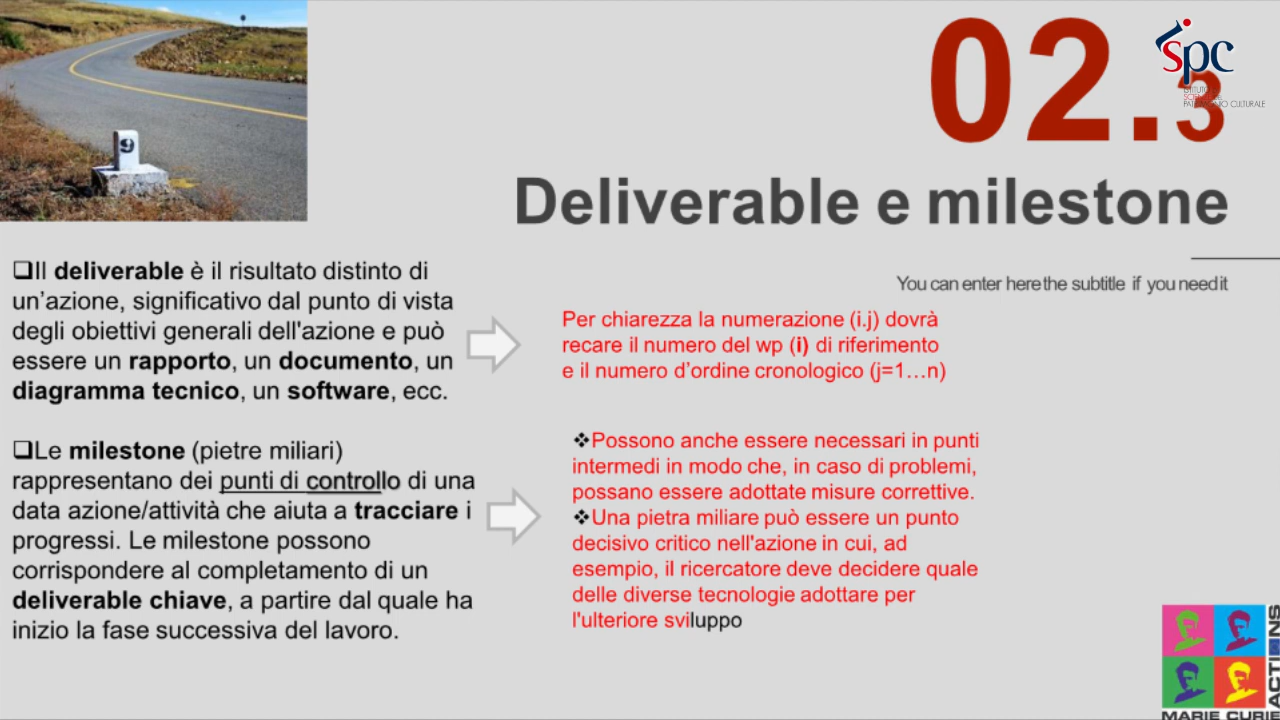 9
02.3
spc
ISTITUTO
SCIENZE DEL
PATRIMONIO CULTURALE
Deliverable e milestone
You can enter here the subtitle if you need it
❑Il deliverable è il risultato distinto di
un’azione, significativo dal punto di vista
degli obiettivi generali dell'azione e può
essere un rapporto, un documento, un
diagramma tecnico, un software, ecc.
Per chiarezza la numerazione (i.j) dovrà
recare il numero del wp (i) di riferimento
e il numero d’ordine cronologico (j=1…n)
❑Le milestone (pietre miliari)
rappresentano dei punti di controllo di una
data azione/attività che aiuta a tracciare i
progressi. Le milestone possono
corrispondere al completamento di un
deliverable chiave, a partire dal quale ha
inizio la fase successiva del lavoro.
❖Possono anche essere necessari in punti
intermedi in modo che, in caso di problemi,
possano essere adottate misure correttive.
❖Una pietra miliare può essere un punto
decisivo critico nell'azione in cui, ad
esempio, il ricercatore deve decidere quale
delle diverse tecnologie adottare per
l'ulteriore sviluppo
MARIE CURIE
ACTIONS